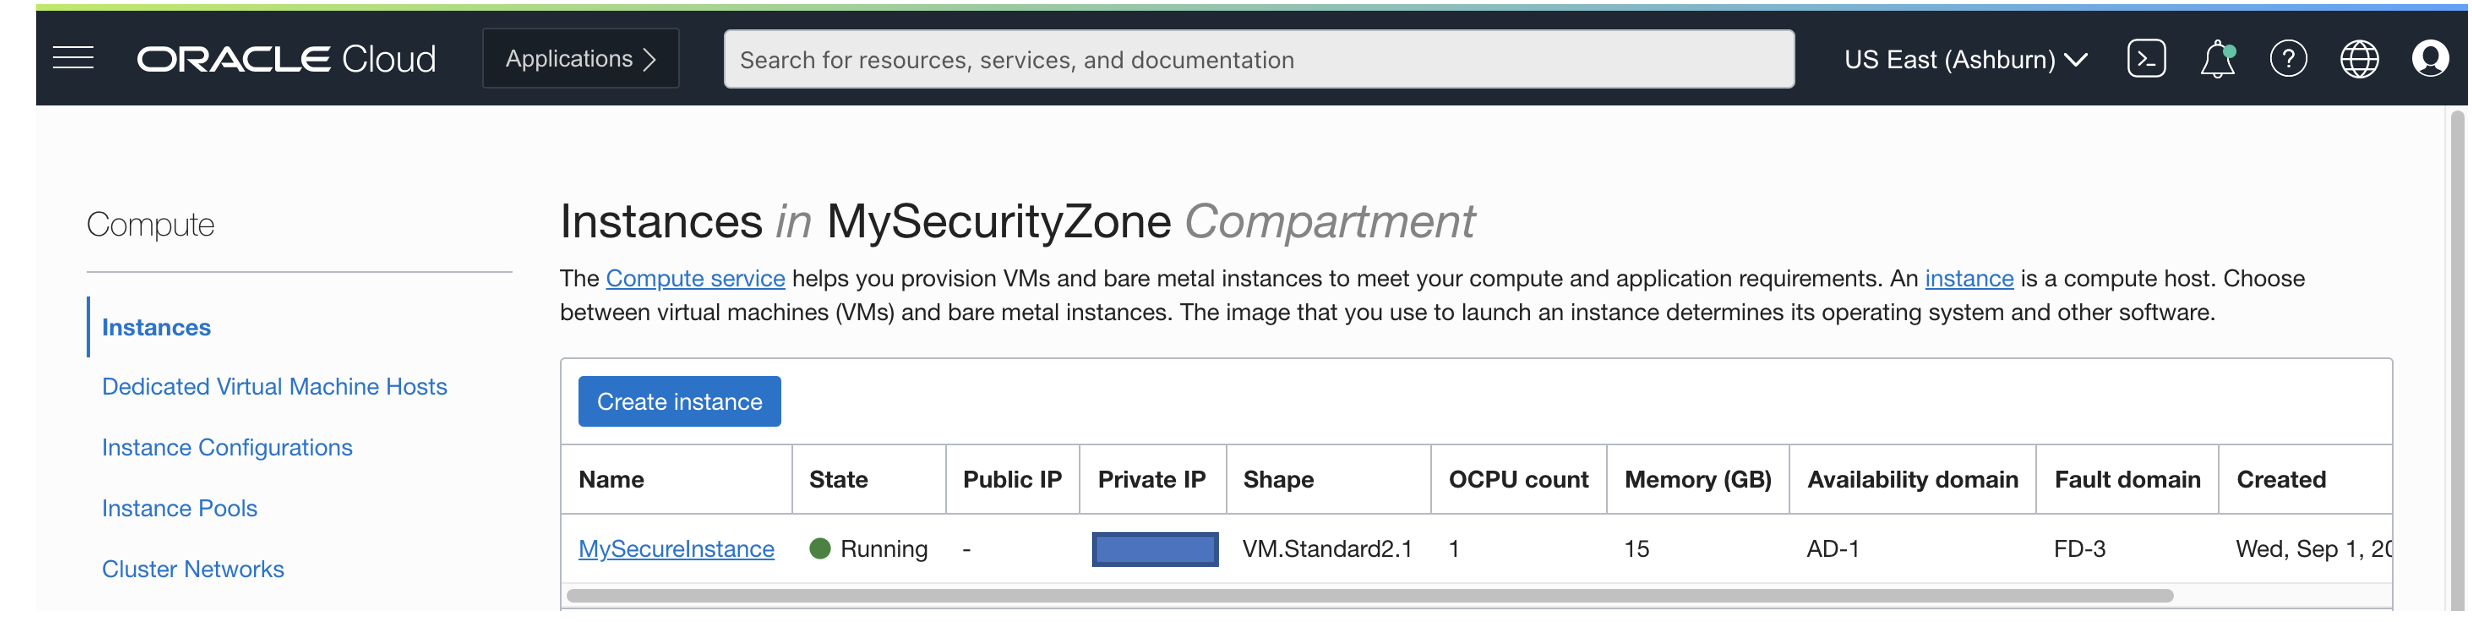 ORACLE Cloud
Applications
Search for resources, services, and documentation
US East (Ashburn)
Compute
Instances
Dedicated Virtual Machine Hosts
Instance Configurations
Instance Pools
Cluster Networks
Instances in MySecurityZone Compartment
The Compute service helps you provision VMs and bare metal instances to meet your compute and application requirements. An instance is a compute host. Choose
between virtual machines (VMs) and bare metal instances. The image that you use to launch an instance determines its operating system and other software.
Create instance
Name State Public IP Private IP Shape OCPU count Memory (GB) Availability domain Fault domain Created
MySecureInstance Running - VM.Standard2.1 1 15 AD-1 FD-3 Wed, Sep 1,